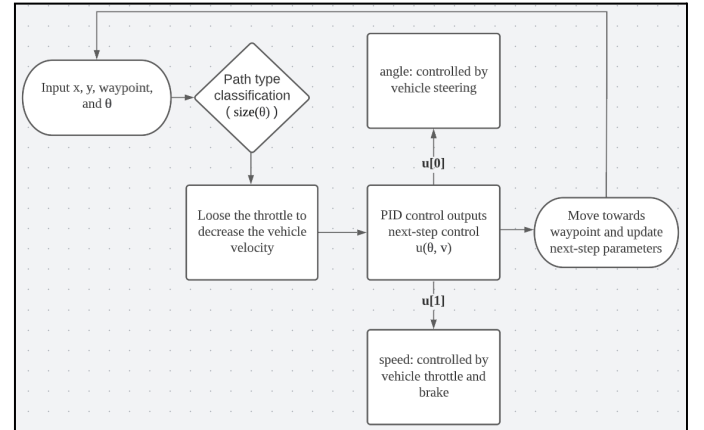 Input x, y, waypoint,
and θ
Path type
classification
( size(θ) )
angle: controlled by
vehicle steering
u[0]
Loose the throttle to
decrease the vehicle
velocity
PID control outputs
next-step control
u(θ, v)
Move towards
waypoint and update
next-step parameters
u[1]
speed: controlled by
vehicle throttle and
brake